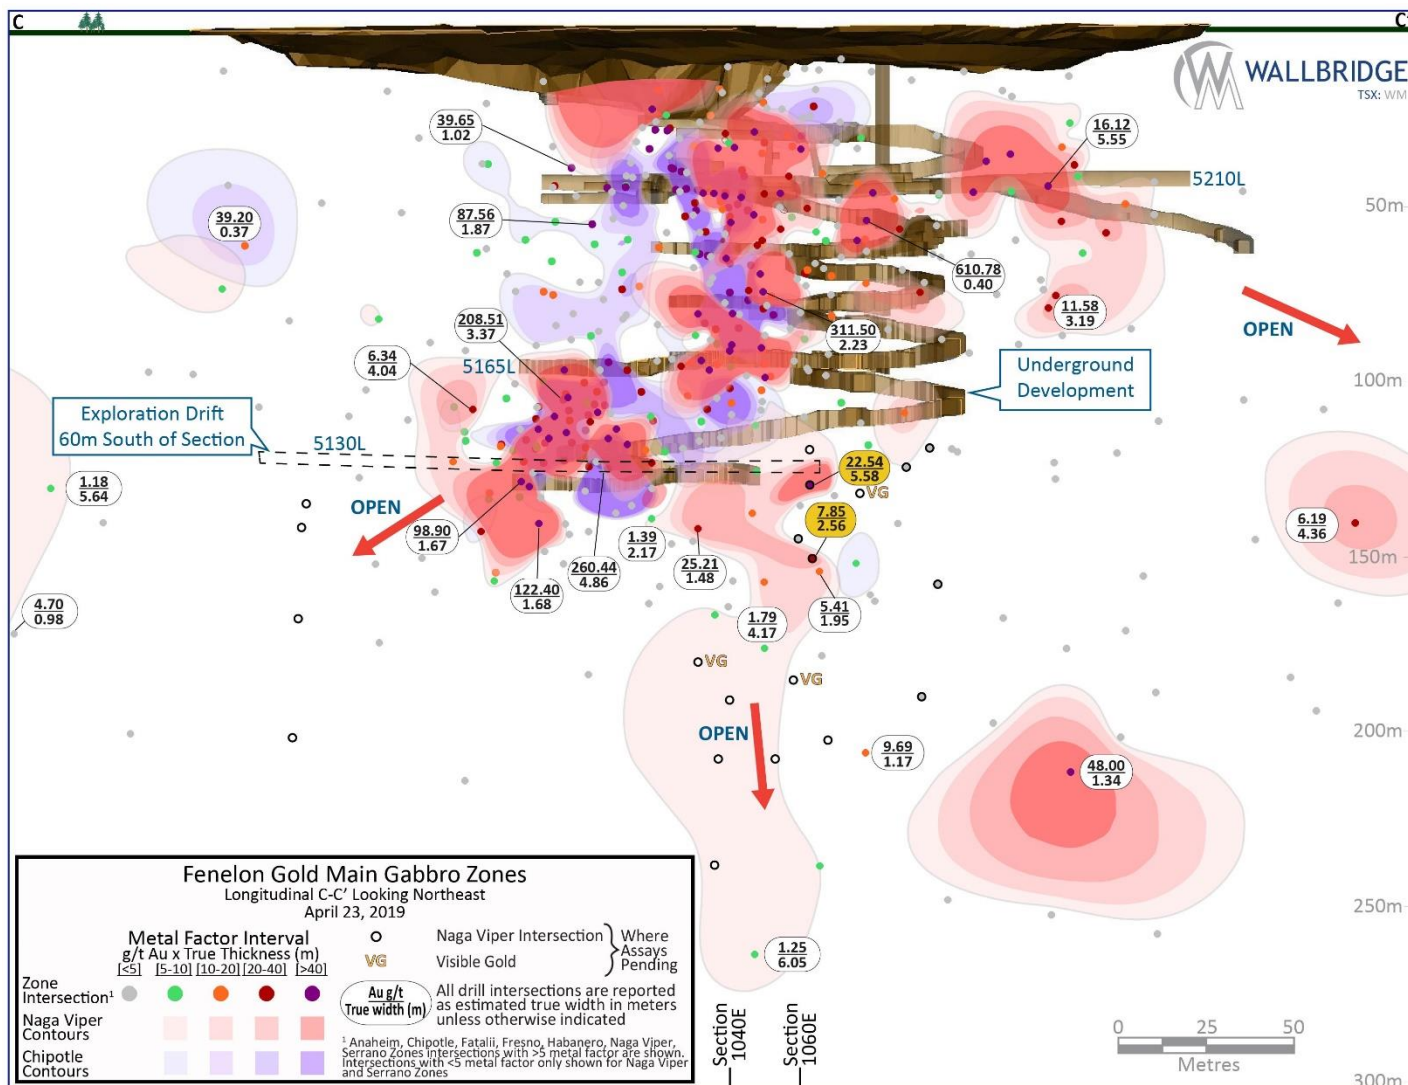 C
C'
WALLBRIDGE
TSX: WM
39.65
1.02
16.12
5.55
5210L
50m
39.20
0.37
87.56
1.87
610.78
0.40
208.51
3.37
311.50
2.23
11.58
3.19
OPEN
6.34
4.04
5165L
Underground
Development
100m
Exploration Drift
60m South of Section
5130L
22.54
5.58
VG
1.18
5.64
OPEN
7.85
2.56
98.90
1.67
1.39
2.17
25.21
1.48
6.19
4.36
150m
260.44
4.86
122.40
1.68
5.41
1.95
4.70
0.98
1.79
4.17
VG
VG
OPEN
200m
9.69
1.17
48.00
1.34
250m
1.25
6.05
Section
1040E
Section
1060E
0 25 50
Metres
300m
Fenelon Gold Main Gabbro Zones
Longitudinal C-C' Looking Northeast
April 23, 2019
Metal Factor Interval
g/t Au x True Thickness (m)
[<5] [5-10] [10-20] [20-40] [>40]
Zone
Intersection¹
Naga Viper
Contours
Chipotle
Contours
Naga Viper Intersection
VG Visible Gold
Where
Assays
Pending
Au g/t
True width (m)
All drill intersections are reported
as estimated true width in meters
unless otherwise indicated
¹ Anaheim, Chipotle, Fatalii, Fresno, Habanero, Naga Viper,
Serrano Zones intersections with >5 metal factor are shown.
Intersections with <5 metal factor only shown for Naga Viper
and Serrano Zones